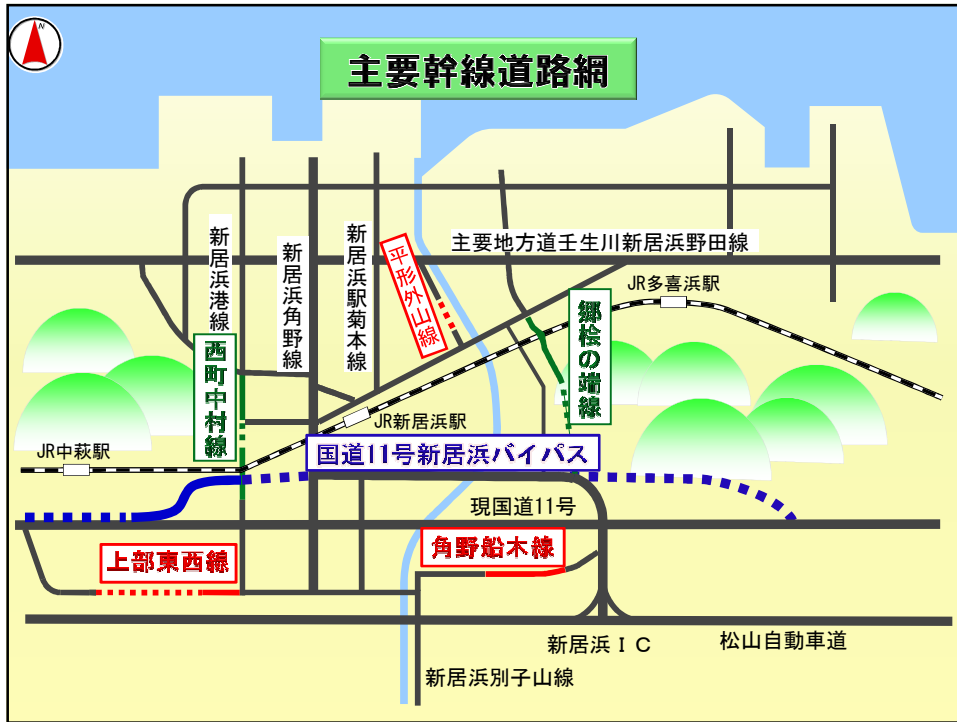 N
主要幹線道路網
新居浜港線
新居浜角野線
新居浜駅菊本線
平形外山線
主要地方道壬生川新居浜野田線
JR多喜浜駅
郷桧の端線
西町中村線
JR新居浜駅
JR中萩駅
国道11号新居浜バイパス
現国道11号
上部東西線
角野船木線
新居浜ＩＣ
松山自動車道
新居浜別子山線